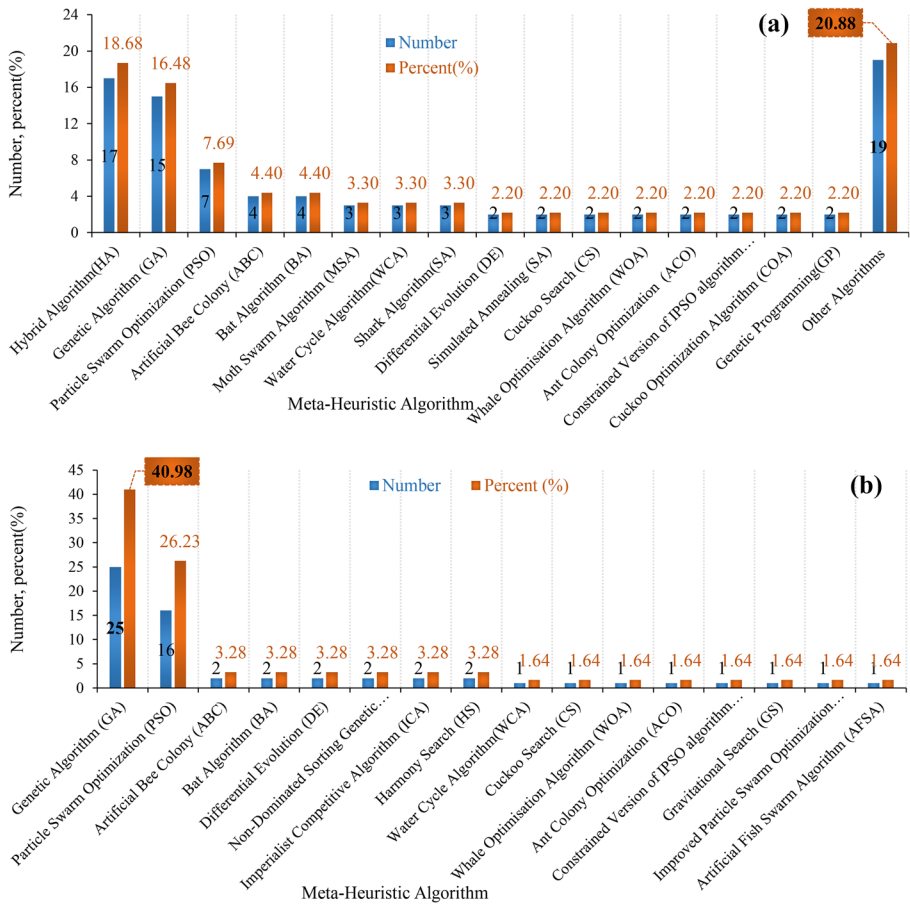 (a)
Number, percent(%)
24
20
16
12
8
4
0
Number
Percent(%)
18.68
16.48
7.69
4.40
4.40
3.30
3.30
3.30
2.20
2.20
2.20
2.20
2.20
2.20
2.20
2.20
20.88
17
15
7
4
4
3
3
3
2
2
2
2
2
2
2
2
19
Hybrid Algorithm(HA)
Genetic Algorithm (GA)
Particle Swarm Optimization (PSO)
Artificial Bee Colony (ABC)
Bat Algorithm (BA)
Moth Swarm Algorithm (MSA)
Water Cycle Algorithm(WCA)
Shark Algorithm(SA)
Differential Evolution (DE)
Simulated Annealing (SA)
Cuckoo Search (CS)
Whale Optimisation Algorithm (WOA)
Ant Colony Optimization (ACO)
Constrained Version of IPSO algorithm…
Cuckoo Optimization Algorithm (COA)
Genetic Programming(GP)
Other Algorithms
Meta-Heuristic Algorithm
(b)
Number, percent(%)
45
40
35
30
25
20
15
10
5
0
Number
Percent (%)
40.98
26.23
3.28
3.28
3.28
3.28
3.28
3.28
1.64
1.64
1.64
1.64
1.64
1.64
1.64
1.64
25
16
2
2
2
2
2
2
1
1
1
1
1
1
1
1
Genetic Algorithm (GA)
Particle Swarm Optimization (PSO)
Artificial Bee Colony (ABC)
Bat Algorithm (BA)
Differential Evolution (DE)
Non-Dominated Sorting Genetic…
Imperialist Competitive Algorithm (ICA)
Harmony Search (HS)
Water Cycle Algorithm(WCA)
Cuckoo Search (CS)
Whale Optimisation Algorithm (WOA)
Ant Colony Optimization (ACO)
Constrained Version of IPSO algorithm…
Gravitational Search (GS)
Improved Particle Swarm Optimization…
Artificial Fish Swarm Algorithm (AFSA)
Meta-Heuristic Algorithm